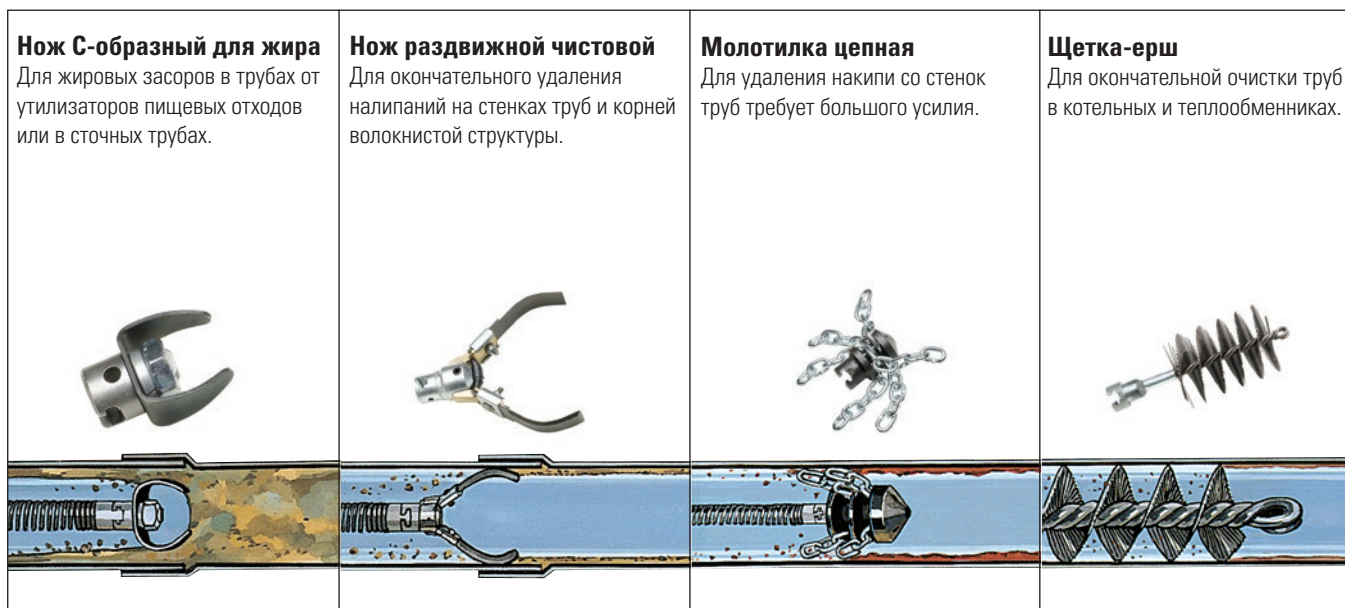 Нож С-образный для жира
Для жировых засоров в трубах от
утилизаторов пищевых отходов
или в сточных трубах.
Нож раздвижной чистовой
Для окончательного удаления
налипаний на стенках труб и корней
волокнистой структуры.
Молотилка цепная
Для удаления накипи со стенок
труб требует большого усилия.
Щетка-ерш
Для окончательной очистки труб
в котельных и теплообменниках.